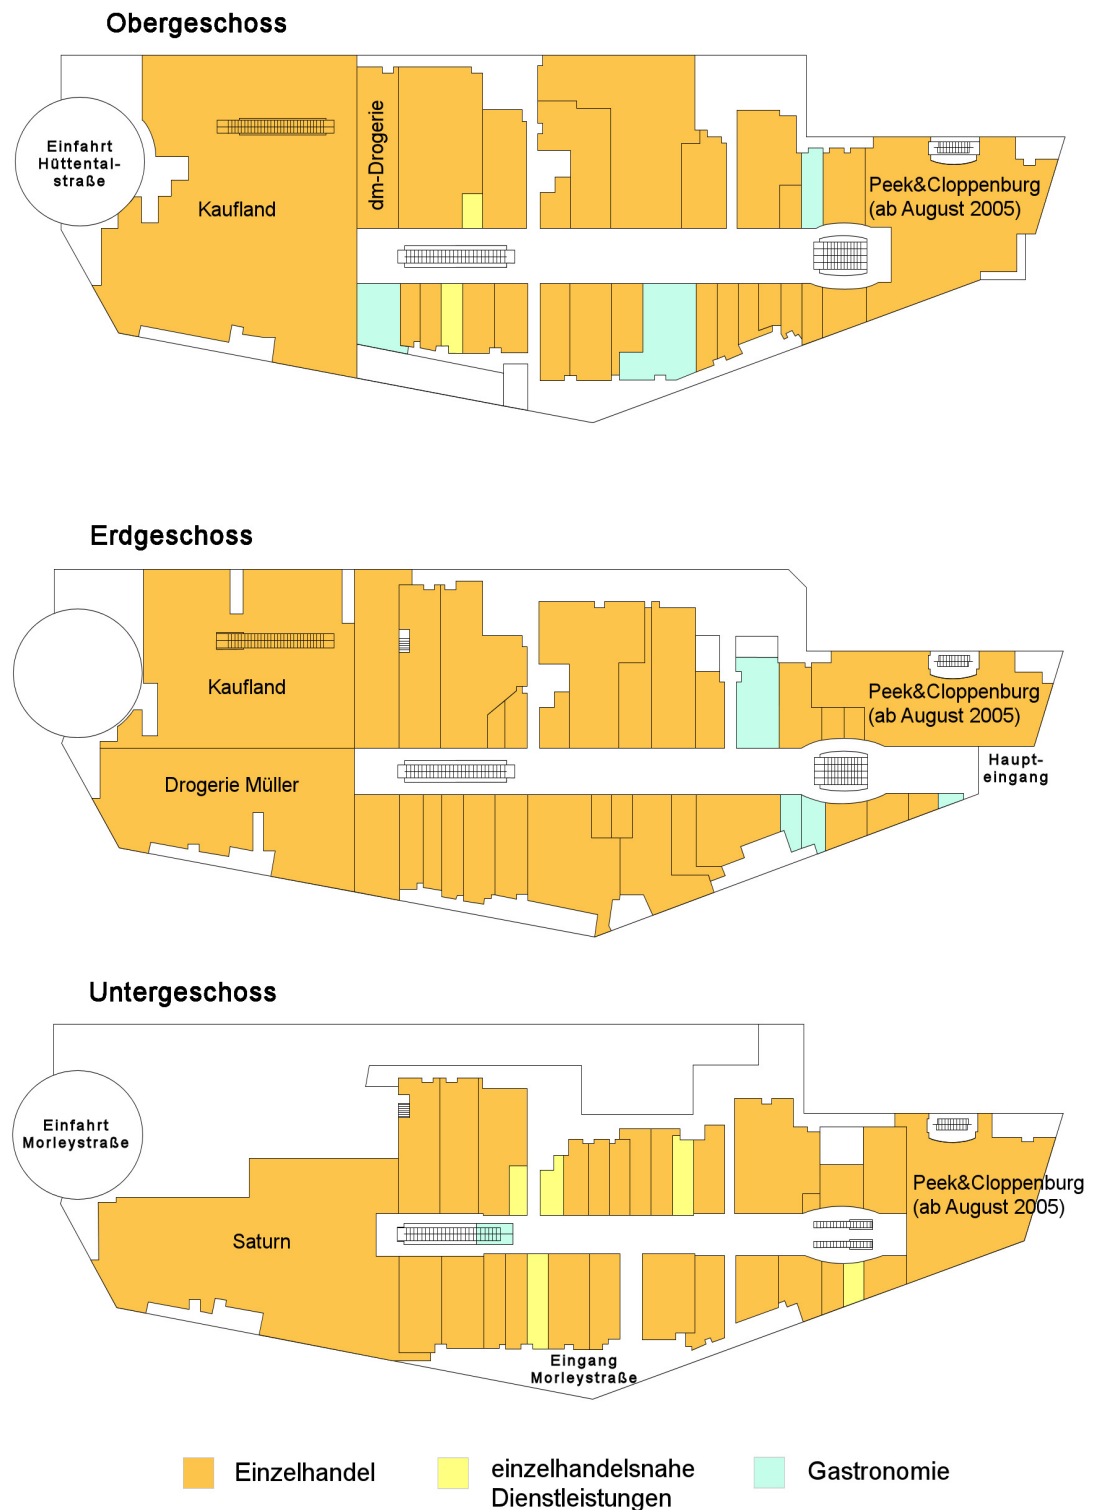 Obergeschoss
Einfahrt
Hüttental-
straße
Kaufland
dm-Drogerie
Peek&Cloppenburg
(ab August 2005)
Erdgeschoss
Kaufland
Peek&Cloppenburg
(ab August 2005)
Haupt-
eingang
Drogerie Müller
Untergeschoss
Einfahrt
Morleystraße
Peek&Cloppenburg
(ab August 2005)
Saturn
Eingang
Morleystraße
Einzelhandel
einzelhandelsnahe
Dienstleistungen
Gastronomie